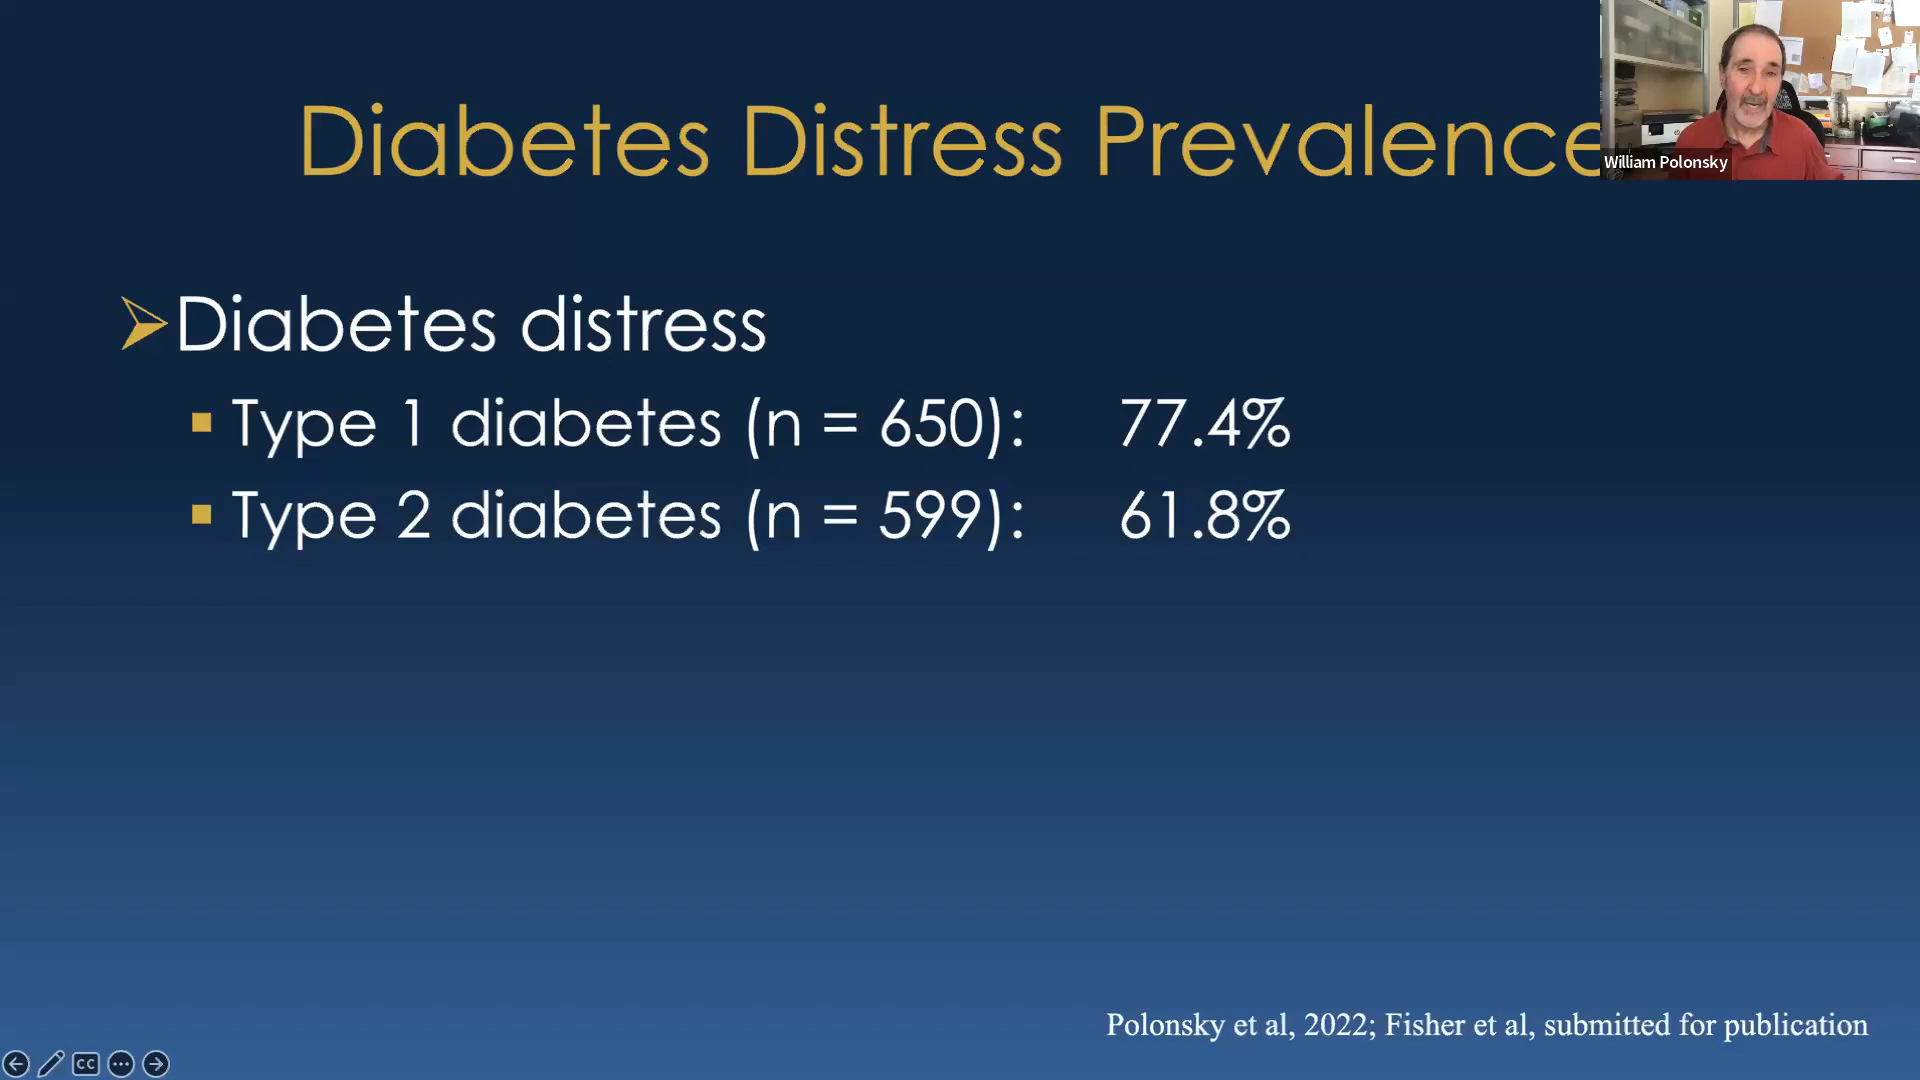 Diabetes Distress Prevalence
William Polonsky
Diabetes distress
Type 1 diabetes (n = 650): 77.4%
Type 2 diabetes (n = 599): 61.8%
Polonsky et al, 2022; Fisher et al, submitted for publication
CC